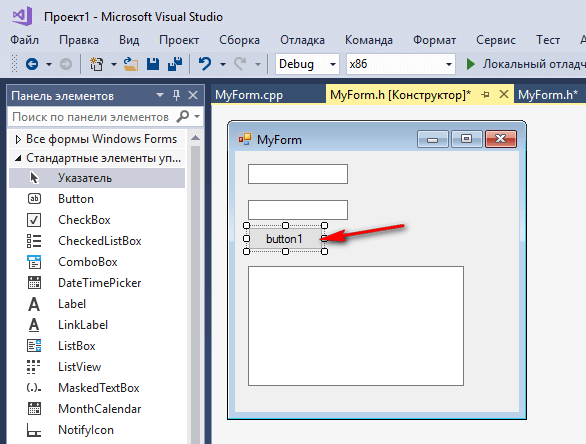 Проект1 - Microsoft Visual Studio
Файл Правка Вид Проект Сборка Отладка Команда Формат Сервис Тест
Debug x86 Локальный отлад
Панель элементов
Поиск по панели элементов
MyForm.cpp MyForm.h [Конструктор]* MyForm.h*
Все формы Windows Forms
Стандартные элементы уп...
Указатель
Button
CheckBox
CheckedListBox
ComboBox
DateTimePicker
Label
LinkLabel
ListBox
ListView
MaskedTextBox
MonthCalendar
NotifyIcon
MyForm
button1